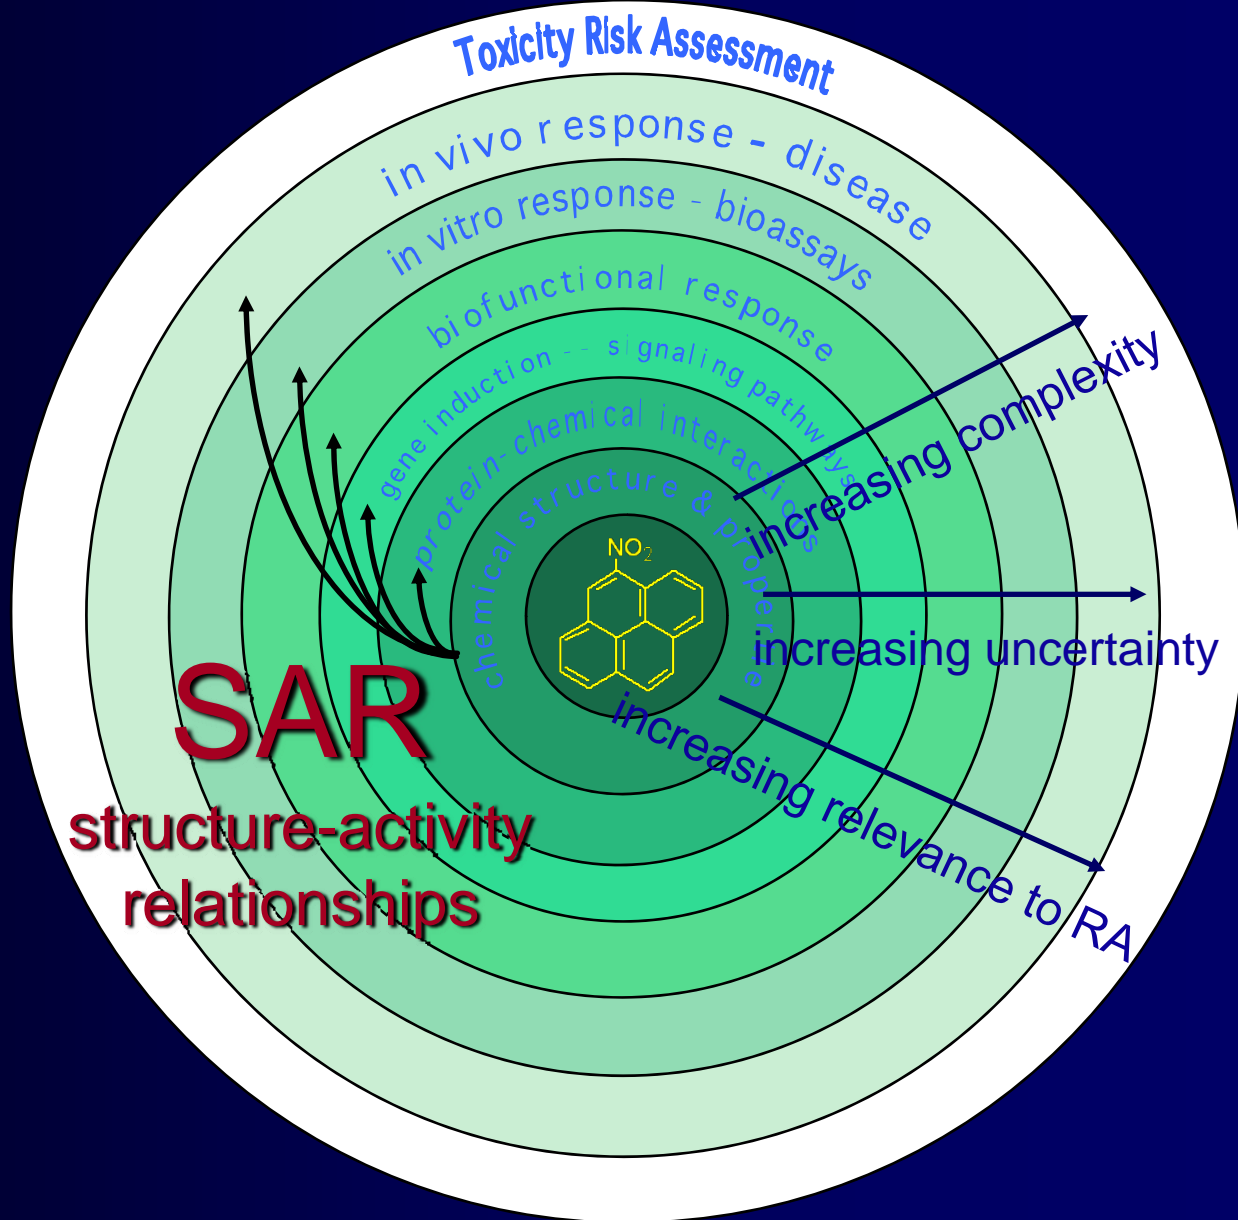 Toxicity Risk Assessment
in vivo response - disease
in vitro response - bioassays
biofunctional response
gene induction -- signaling pathways
protein-chemical interactions
chemical structure &
NO2
increasing complexity
increasing uncertainty
increasing relevance to RA
SAR
structure-activity
relationships